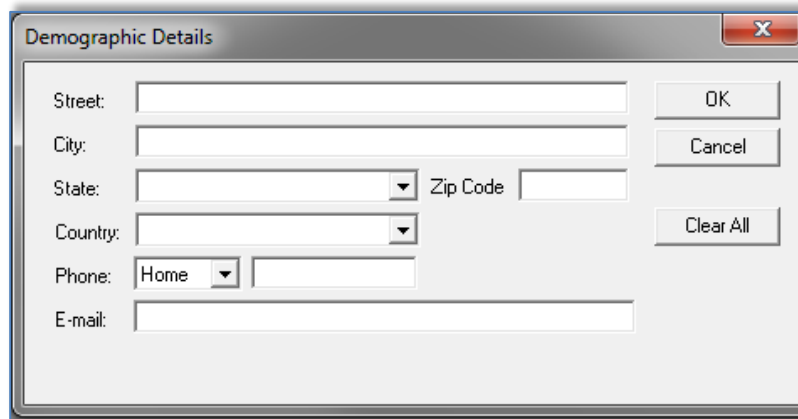 Demographic Details
Street:
OK
City:
Cancel
State:
Zip Code
Country:
Clear All
Phone: Home
E-mail: